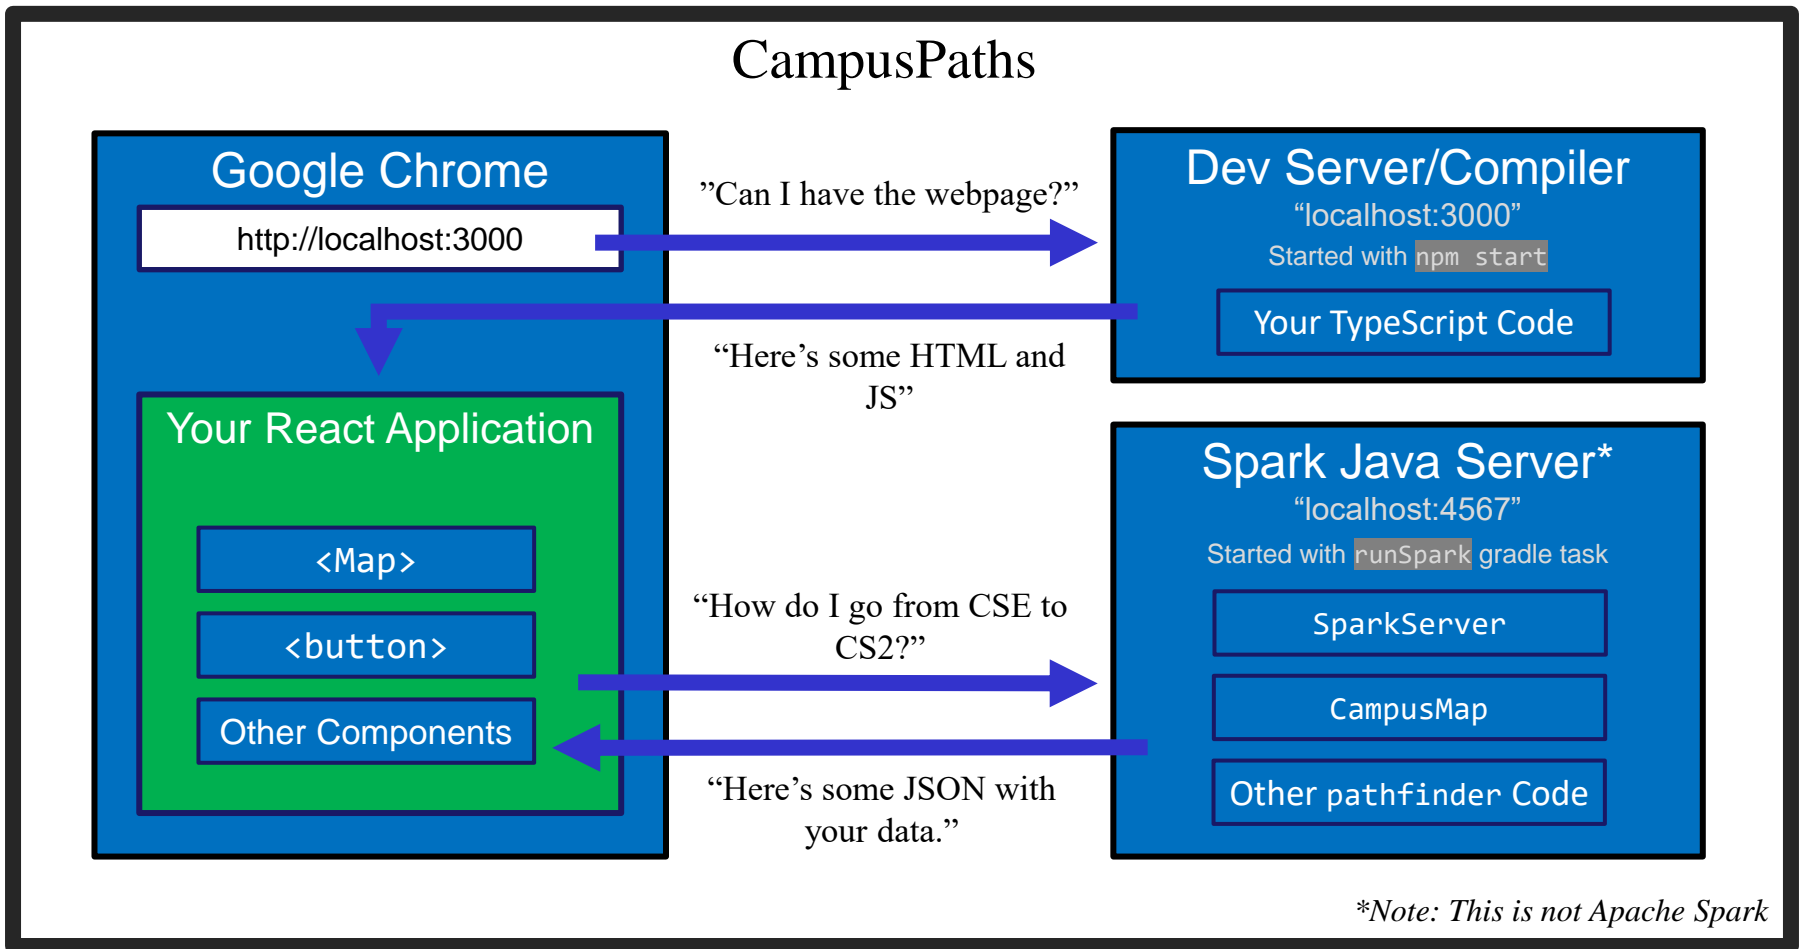 CampusPaths
Google Chrome
http://localhost:3000
”Can I have the webpage?”
Dev Server/Compiler
“localhost:3000”
Started with npm start
Your TypeScript Code
“Here’s some HTML and
JS”
Your React Application
<Map>
<button>
Other Components
“How do I go from CSE to
CS2?”
“Here’s some JSON with
your data.”
Spark Java Server*
“localhost:4567”
Started with runSpark gradle task
SparkServer
CampusMap
Other pathfinder Code
*Note: This is not Apache Spark